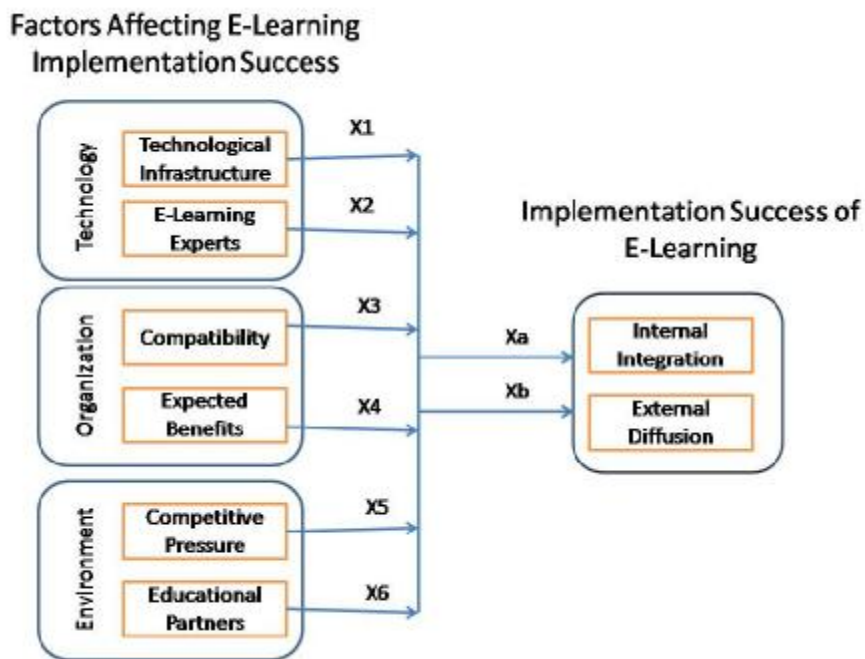 Factors Affecting E-Learning
Implementation Success
Technology
Technological
Infrastructure
X1
E-Learning
Experts
X2
Organization
Compatibility
X3
Expected
Benefits
X4
Environment
Competitive
Pressure
X5
Educational
Partners
X6
Xa
Xb
Implementation Success of
E-Learning
Internal
Integration
External
Diffusion